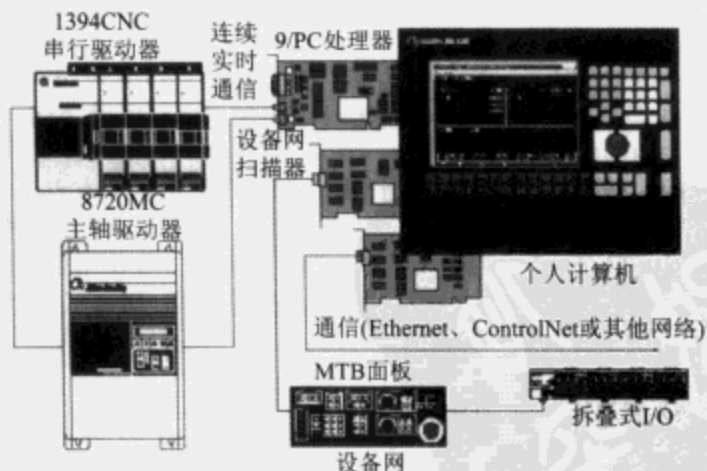 1394CNC
串行驱动器
连续
实时
通信
9/PC处理器
设备网
扫描器
8720MC
主轴驱动器
个人计算机
通信(Ethernet、ControlNet或其他网络)
MTB面板
拆叠式I/O
设备网